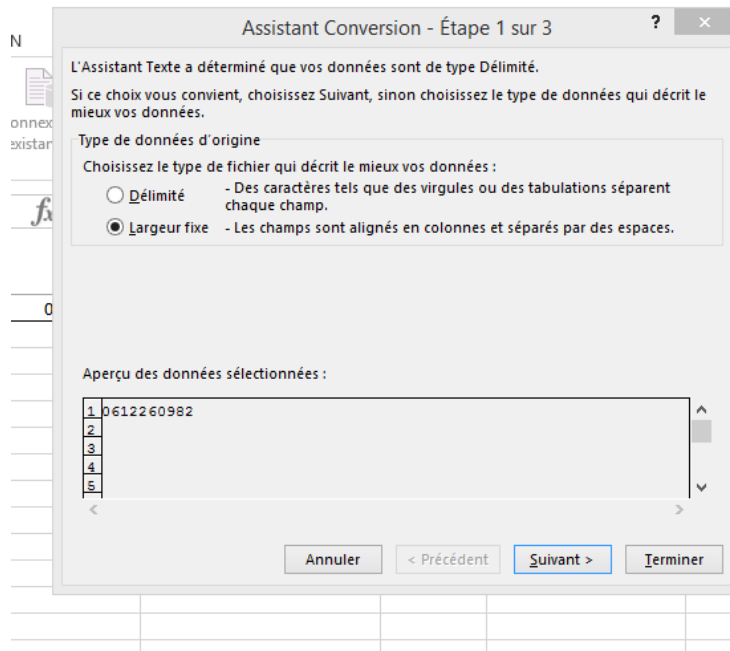 Assistant Conversion - Étape 1 sur 3
?
N
L'Assistant Texte a déterminé que vos données sont de type Délimité.
Si ce choix vous convient, choisissez Suivant, sinon choisissez le type de données qui décrit le
mieux vos données.
onnex
existan
Type de données d'origine
Choisissez le type de fichier qui décrit le mieux vos données :
Délimité
- Des caractères tels que des virgules ou des tabulations séparent
chaque champ.
fx
Largeur fixe
- Les champs sont alignés en colonnes et séparés par des espaces.
0
Aperçu des données sélectionnées :
1 0612260982
2
3
4
5
Annuler
< Précédent
Suivant >
Terminer